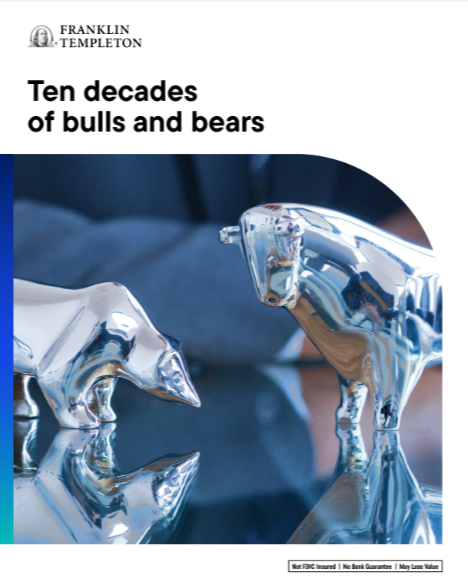 FRANKLIN
TEMPLETON
Ten decades
of bulls and bears
Not FDIC Insured | No Bank Guarantee | May Lose Value